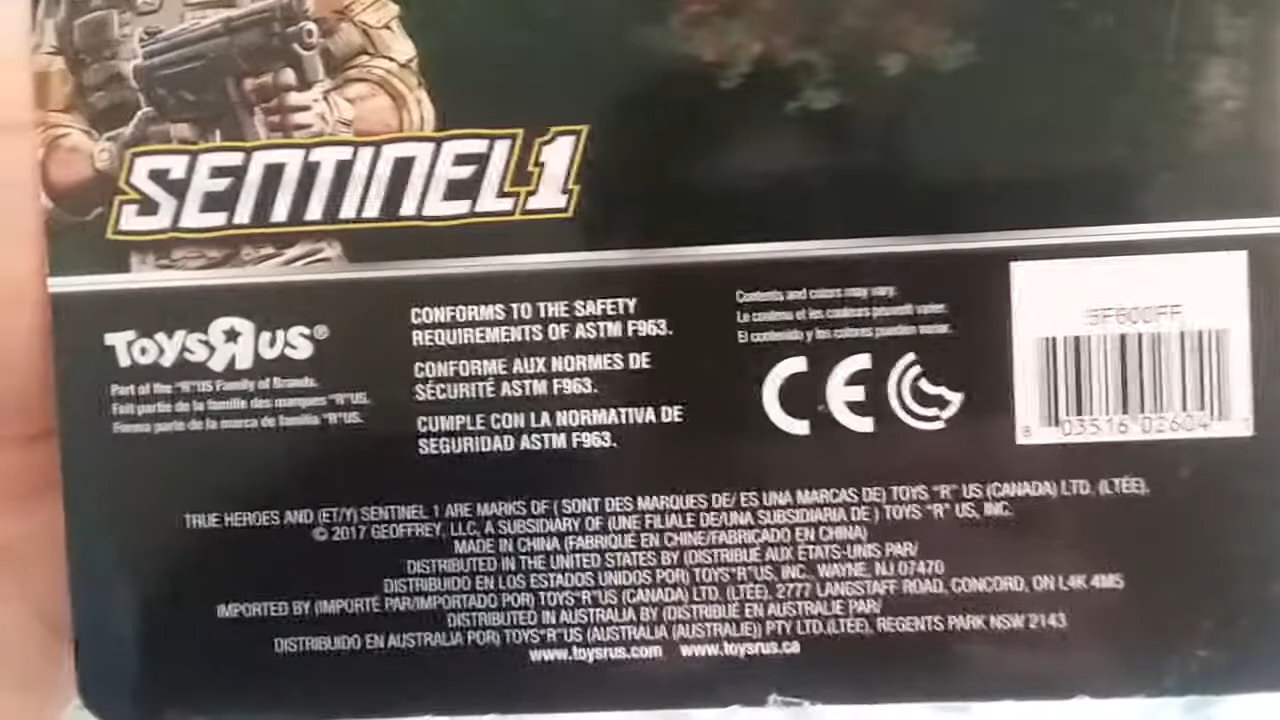 SENTINEL 1
TOYSЯUS®
Part of the "R"US Family of Brands.
Fait partie de la famille des marques "R"US.
Forma parte de la marca de familia "R"US.
CONFORMS TO THE SAFETY
REQUIREMENTS OF ASTM F963.
CONFORME AUX NORMES DE
SÉCURITÉ ASTM F963.
CUMPLE CON LA NORMATIVA DE
SEGURIDAD ASTM F963.
Contents and colors may vary.
Le contenu et les couleurs peuvent varier.
El contenido y los colores pueden variar.
CE
5F600FF
8 03516 02604
TRUE HEROES AND (ET/Y) SENTINEL 1 ARE MARKS OF ( SONT DES MARQUES DE/ ES UNA MARCAS DE) TOYS "R" US (CANADA) LTD. (LTÉE).
© 2017 GEOFFREY, LLC, A SUBSIDIARY OF (UNE FILIALE DE/UNA SUBSIDIARIA DE ) TOYS "R" US, INC.
MADE IN CHINA (FABRIQUÉ EN CHINE/FABRICADO EN CHINA)
DISTRIBUTED IN THE UNITED STATES BY (DISTRIBUÉ AUX ÉTATS-UNIS PAR/
DISTRIBUIDO EN LOS ESTADOS UNIDOS POR) TOYS"R"US, INC., WAYNE, NJ 07470
IMPORTED BY (IMPORTÉ PAR/IMPORTADO POR) TOYS"R"US (CANADA) LTD. (LTÉE), 2777 LANGSTAFF ROAD, CONCORD, ON L4K 4M5
DISTRIBUTED IN AUSTRALIA BY (DISTRIBUÉ EN AUSTRALIE PAR/
DISTRIBUIDO EN AUSTRALIA POR) TOYS"R"US (AUSTRALIA (AUSTRALIE)) PTY LTD.(LTÉE), REGENTS PARK NSW 2143
www.toysrus.com www.toysrus.ca